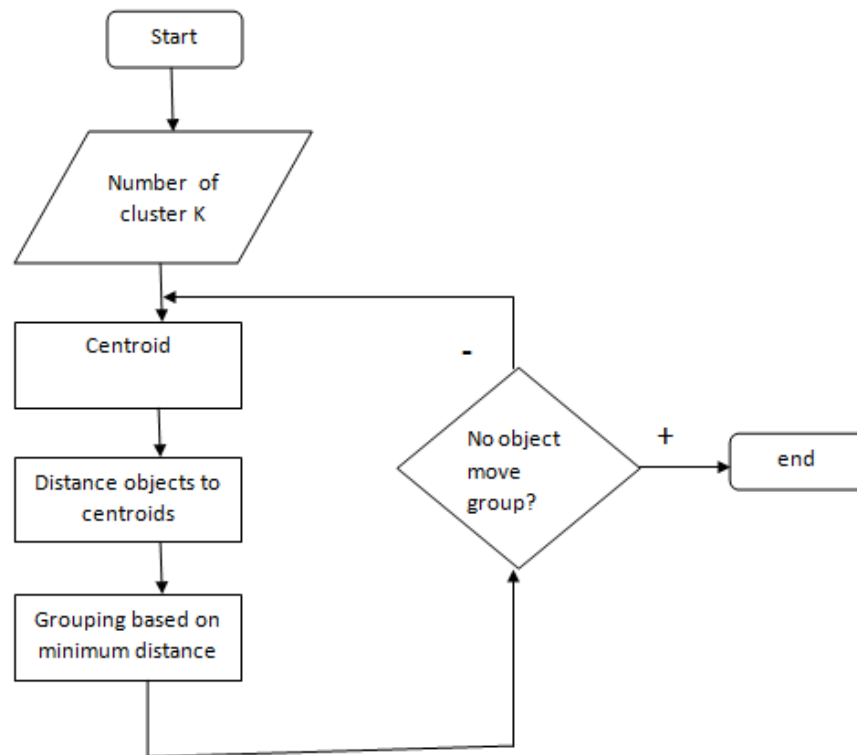 Start
Number of
cluster K
Centroid
Distance objects to
centroids
Grouping based on
minimum distance
-
No object
move
group?
+
end